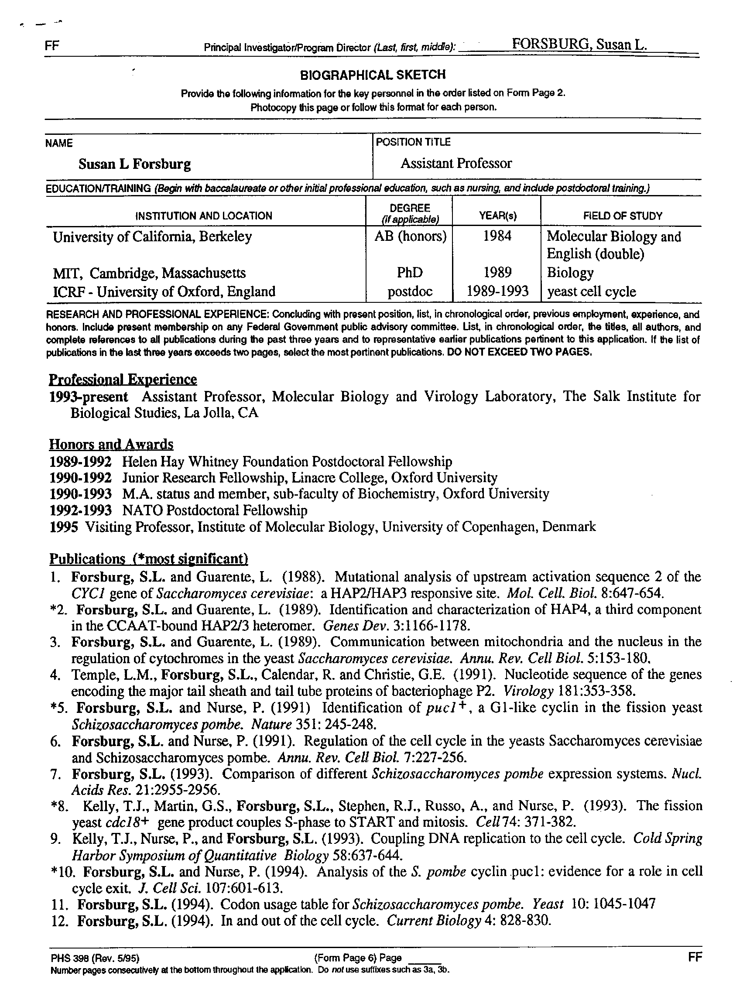 FF Principal Investigator/Program Director (Last, first, middle): FORSBURG, Susan L.
BIOGRAPHICAL SKETCH
Provide the following information for the key personnel in the order listed on Form Page 2.
Photocopy this page or follow this format for each person.
NAME POSITION TITLE
Susan L Forsburg Assistant Professor
EDUCATION/TRAINING (Begin with baccalaureate or other initial professional education, such as nursing, and include postdoctoral training.)
INSTITUTION AND LOCATION DEGREE (if applicable) YEAR(s) FIELD OF STUDY
University of California, Berkeley AB (honors) 1984 Molecular Biology and
English (double)
MIT, Cambridge, Massachusetts PhD 1989 Biology
ICRF - University of Oxford, England postdoc 1989-1993 yeast cell cycle
RESEARCH AND PROFESSIONAL EXPERIENCE: Concluding with present position, list, in chronological order, previous employment, experience, and
honors. Include present membership on any Federal Government public advisory committee. List, in chronological order, the titles, all authors, and
complete references to all publications during the past three years and to representative earlier publications pertinent to this application. If the list of
publications in the last three years exceeds two pages, select the most pertinent publications. DO NOT EXCEED TWO PAGES.
Professional Experience
1993-present Assistant Professor, Molecular Biology and Virology Laboratory, The Salk Institute for
Biological Studies, La Jolla, CA
Honors and Awards
1989-1992 Helen Hay Whitney Foundation Postdoctoral Fellowship
1990-1992 Junior Research Fellowship, Linacre College, Oxford University
1990-1993 M.A. status and member, sub-faculty of Biochemistry, Oxford University
1992-1993 NATO Postdoctoral Fellowship
1995 Visiting Professor, Institute of Molecular Biology, University of Copenhagen, Denmark
Publications (*most significant)
1. Forsburg, S.L. and Guarente, L. (1988). Mutational analysis of upstream activation sequence 2 of the
CYC1 gene of Saccharomyces cerevisiae: a HAP2/HAP3 responsive site. Mol. Cell. Biol. 8:647-654.
*2. Forsburg, S.L. and Guarente, L. (1989). Identification and characterization of HAP4, a third component
in the CCAAT-bound HAP2/3 heteromer. Genes Dev. 3:1166-1178.
3. Forsburg, S.L. and Guarente, L. (1989). Communication between mitochondria and the nucleus in the
regulation of cytochromes in the yeast Saccharomyces cerevisiae. Annu. Rev. Cell Biol. 5:153-180.
4. Temple, L.M., Forsburg, S.L., Calendar, R. and Christie, G.E. (1991). Nucleotide sequence of the genes
encoding the major tail sheath and tail tube proteins of bacteriophage P2. Virology 181:353-358.
*5. Forsburg, S.L. and Nurse, P. (1991) Identification of puc1+, a G1-like cyclin in the fission yeast
Schizosaccharomyces pombe. Nature 351: 245-248.
6. Forsburg, S.L. and Nurse, P. (1991). Regulation of the cell cycle in the yeasts Saccharomyces cerevisiae
and Schizosaccharomyces pombe. Annu. Rev. Cell Biol. 7:227-256.
7. Forsburg, S.L. (1993). Comparison of different Schizosaccharomyces pombe expression systems. Nucl.
Acids Res. 21:2955-2956.
*8. Kelly, T.J., Martin, G.S., Forsburg, S.L., Stephen, R.J., Russo, A., and Nurse, P. (1993). The fission
yeast cdc18+ gene product couples S-phase to START and mitosis. Cell 74: 371-382.
9. Kelly, T.J., Nurse, P., and Forsburg, S.L. (1993). Coupling DNA replication to the cell cycle. Cold Spring
Harbor Symposium of Quantitative Biology 58:637-644.
*10. Forsburg, S.L. and Nurse, P. (1994). Analysis of the S. pombe cyclin puc1: evidence for a role in cell
cycle exit. J. Cell Sci. 107:601-613.
11. Forsburg, S.L. (1994). Codon usage table for Schizosaccharomyces pombe. Yeast 10: 1045-1047
12. Forsburg, S.L. (1994). In and out of the cell cycle. Current Biology 4: 828-830.
PHS 398 (Rev. 5/95) (Form Page 6) Page ____ FF
Number pages consecutively at the bottom throughout the application. Do not use suffixes such as 3a, 3b.